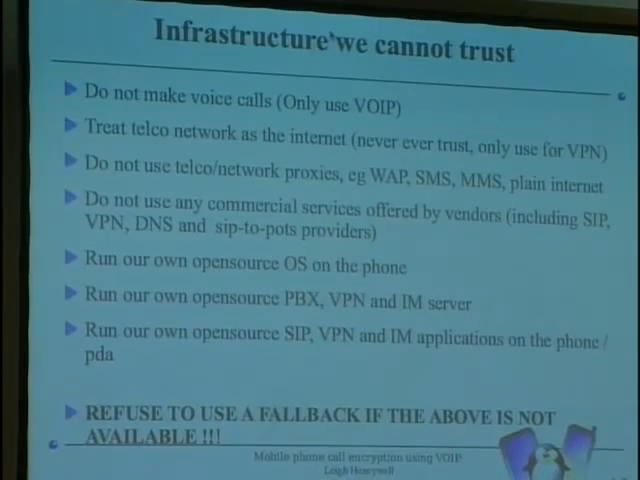 Infrastructure we cannot trust
Do not make voice calls (Only use VOIP)
Treat telco network as the internet (never ever trust, only use for VPN)
Do not use telco/network proxies, eg WAP, SMS, MMS, plain internet
Do not use any commercial services offered by vendors (including SIP,
VPN, DNS and sip-to-pots providers)
Run our own opensource OS on the phone
Run our own opensource PBX, VPN and IM server
Run our own opensource SIP, VPN and IM applications on the phone /
pda
REFUSE TO USE A FALLBACK IF THE ABOVE IS NOT
AVAILABLE !!!
Mobile phone call encryption using VOIP
Leigh Honeywell